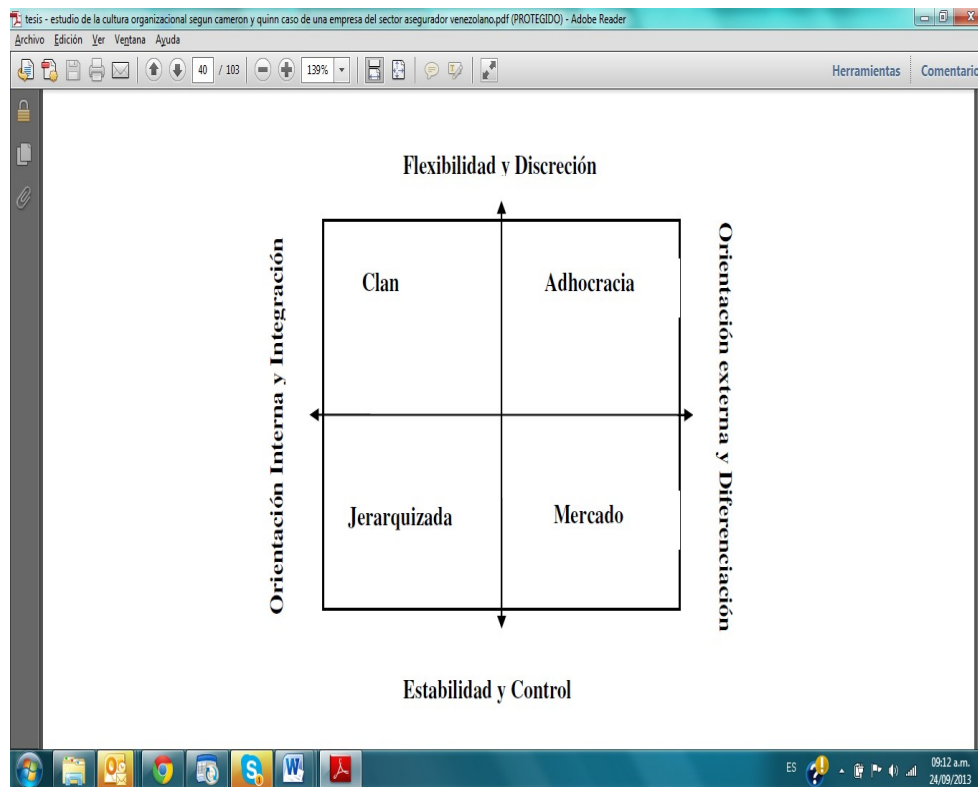 tesis - estudio de la cultura organizacional segun cameron y quinn caso de una empresa del sector asegurador venezolano.pdf (PROTEGIDO) - Adobe Reader
Archivo Edición Ver Ventana Ayuda
40 / 103 139% Herramientas Comentario
Flexibilidad y Discreción
Orientación Interna y Integración
Clan
Adhocracia
Orientación externa y Diferenciación
Jerarquizada
Mercado
Estabilidad y Control
ES
09:12 a.m.
24/09/2013